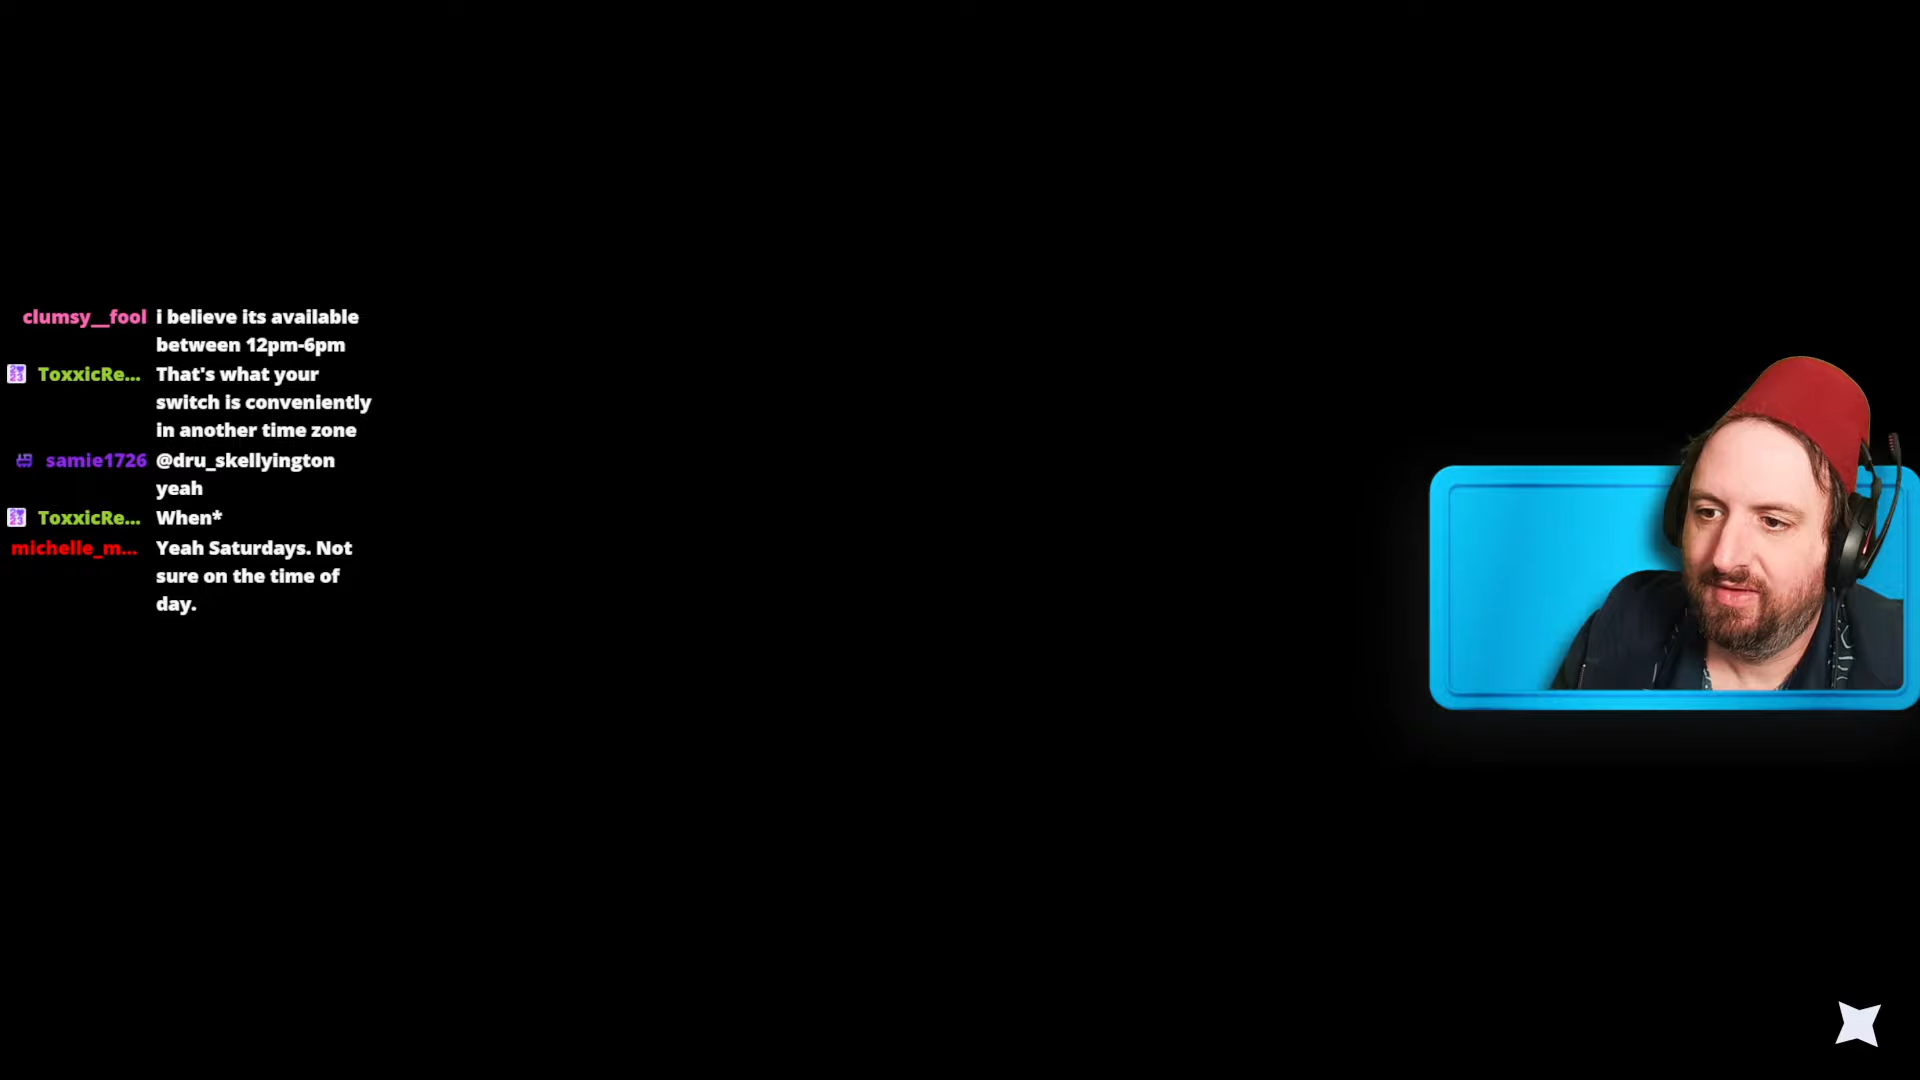 clumsy__fool i believe its available
between 12pm-6pm
ToxxicRe... That's what your
switch is conveniently
in another time zone
samie1726 @dru_skellyington
yeah
ToxxicRe... When*
michelle_m... Yeah Saturdays. Not
sure on the time of
day.